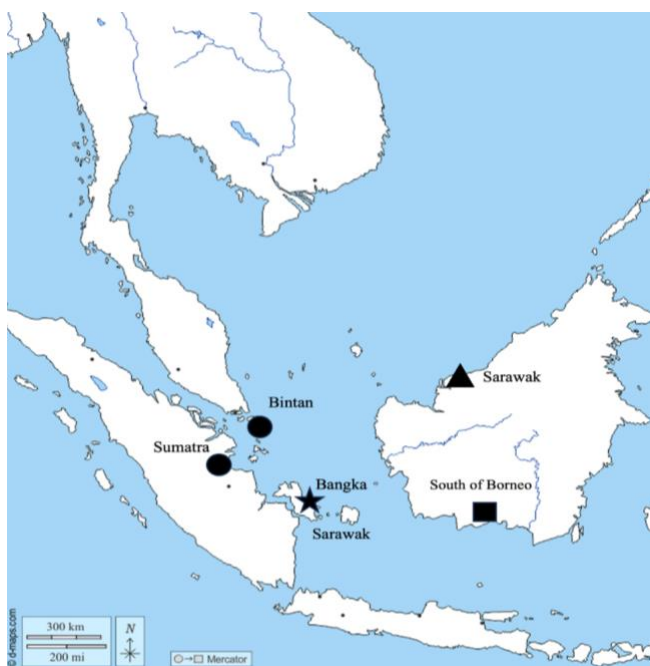 Sarawak
Bintan
Sumatra
Bangka
South of Borneo
Sarawak
© d-maps.com
300 km
200 mi
N
Mercator